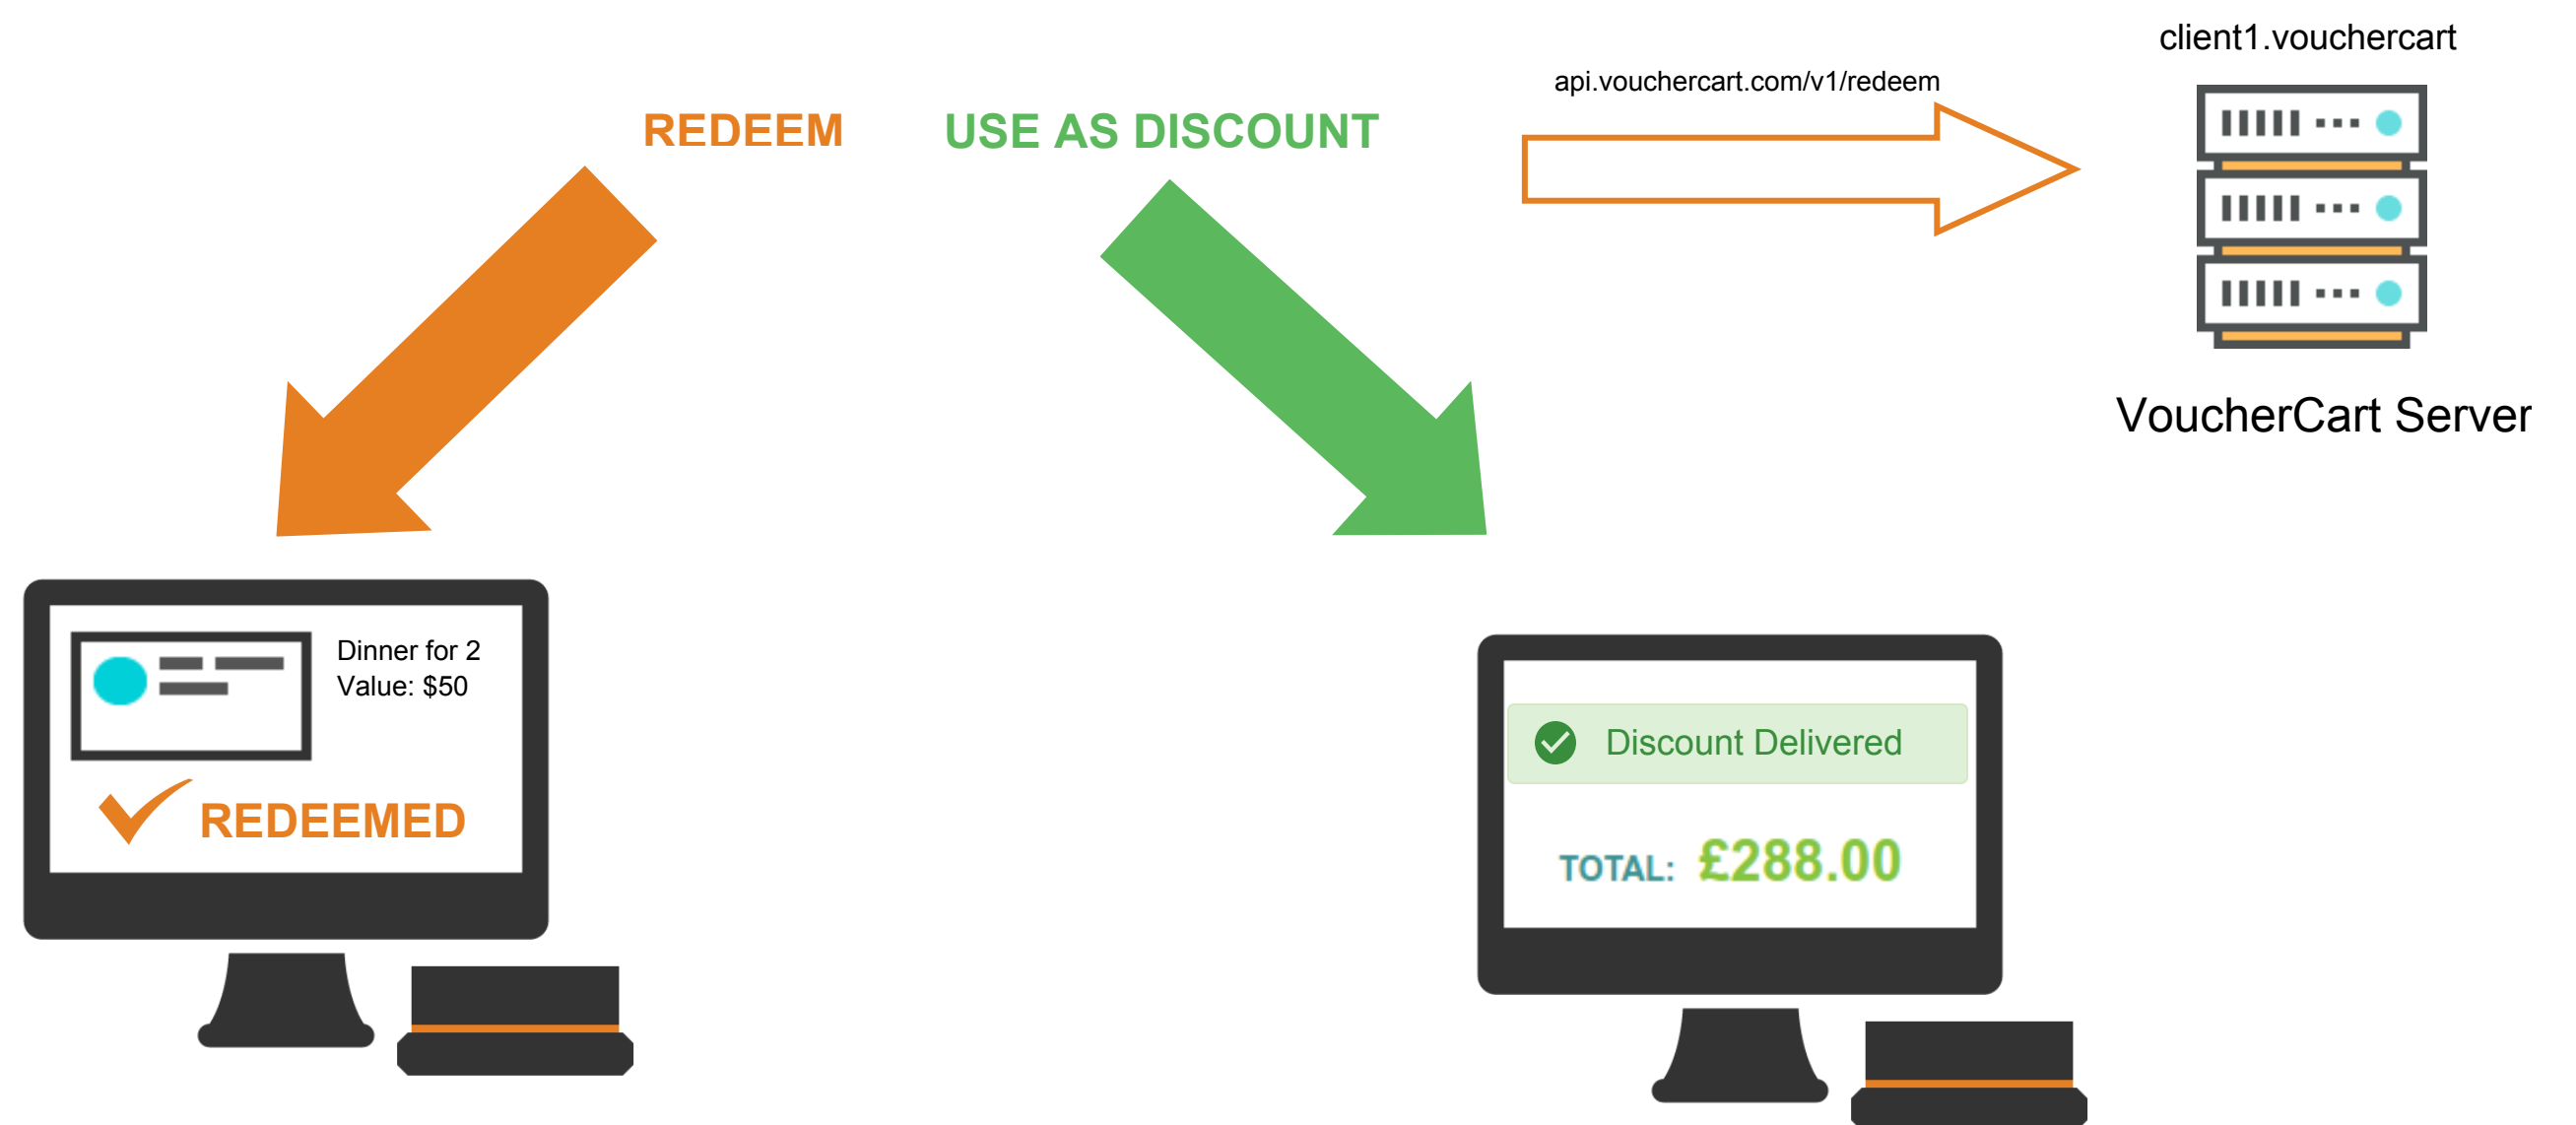 client1.vouchercart
api.vouchercart.com/v1/redeem
REDEEM
USE AS DISCOUNT
VoucherCart Server
Dinner for 2
Value: $50
REDEEMED
Discount Delivered
TOTAL: £288.00